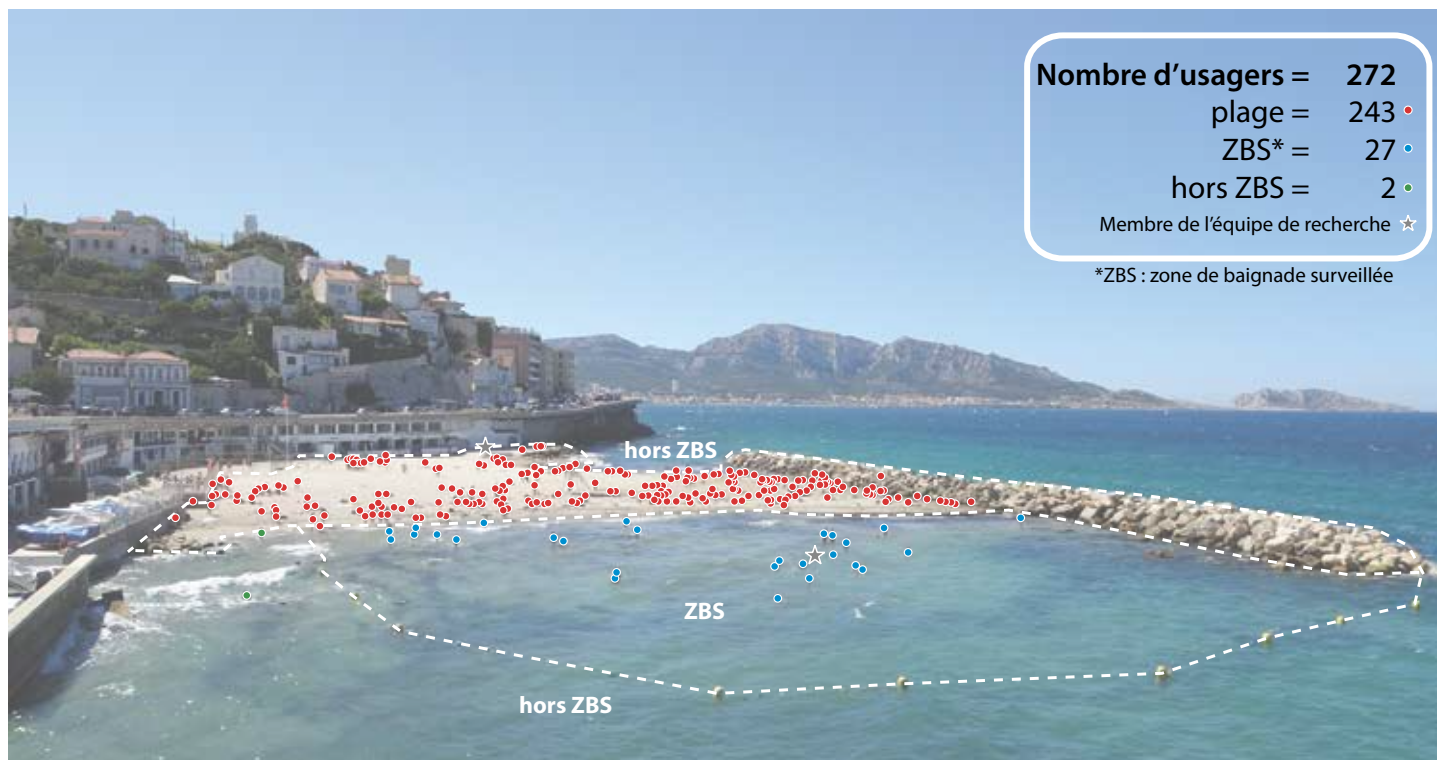 Nombre d’usagers = 272
plage = 243
ZBS* = 27
hors ZBS = 2
Membre de l’équipe de recherche
*ZBS : zone de baignade surveillée
hors ZBS
ZBS
hors ZBS